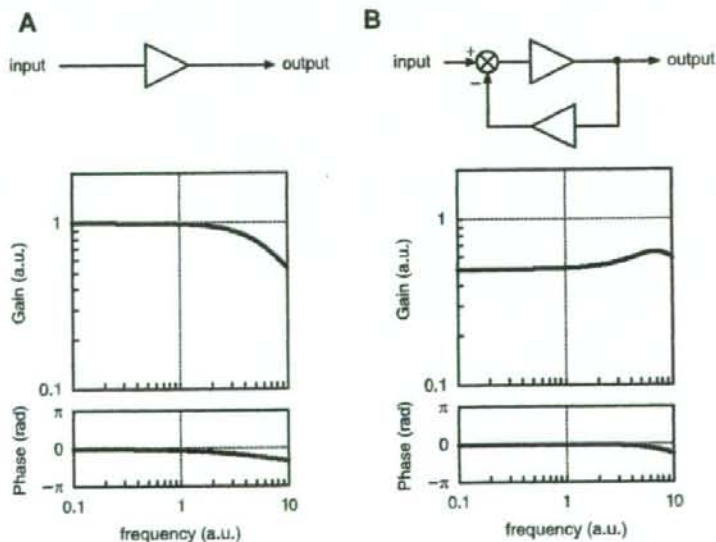 A
input
output
Gain (a.u.)
1
0.1
Phase (rad)
π
0
−π
0.1
1
10
frequency (a.u.)
B
input
+
−
output
Gain (a.u.)
1
0.1
Phase (rad)
π
0
−π
0.1
1
10
frequency (a.u.)